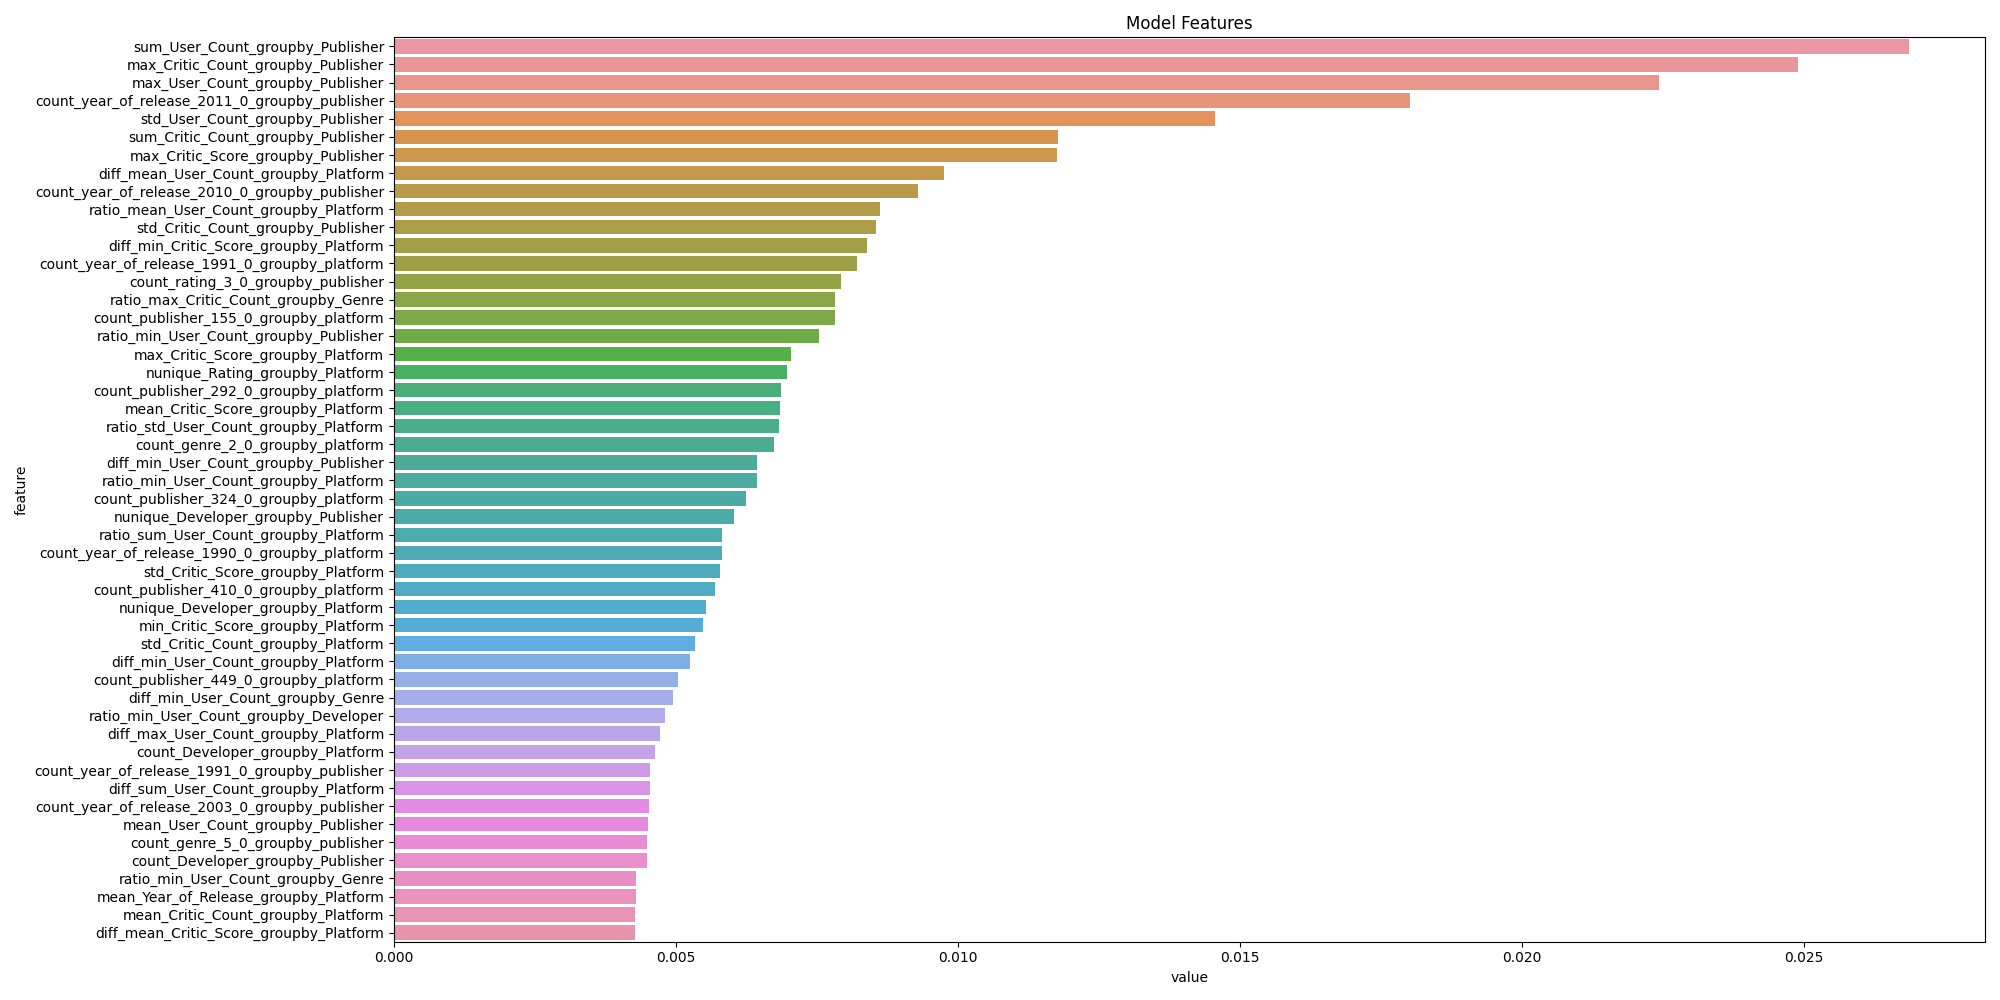 Model Features
sum_User_Count_groupby_Publisher
max_Critic_Count_groupby_Publisher
max_User_Count_groupby_Publisher
count_year_of_release_2011_0_groupby_publisher
std_User_Count_groupby_Publisher
sum_Critic_Count_groupby_Publisher
max_Critic_Score_groupby_Publisher
diff_mean_User_Count_groupby_Platform
count_year_of_release_2010_0_groupby_publisher
ratio_mean_User_Count_groupby_Platform
std_Critic_Count_groupby_Publisher
diff_min_Critic_Score_groupby_Platform
count_year_of_release_1991_0_groupby_platform
count_rating_3_0_groupby_publisher
ratio_max_Critic_Count_groupby_Genre
count_publisher_155_0_groupby_platform
ratio_min_User_Count_groupby_Publisher
max_Critic_Score_groupby_Platform
nunique_Rating_groupby_Platform
count_publisher_292_0_groupby_platform
mean_Critic_Score_groupby_Platform
ratio_std_User_Count_groupby_Platform
count_genre_2_0_groupby_platform
diff_min_User_Count_groupby_Publisher
ratio_min_User_Count_groupby_Platform
count_publisher_324_0_groupby_platform
nunique_Developer_groupby_Publisher
ratio_sum_User_Count_groupby_Platform
count_year_of_release_1990_0_groupby_platform
std_Critic_Score_groupby_Platform
count_publisher_410_0_groupby_platform
nunique_Developer_groupby_Platform
min_Critic_Score_groupby_Platform
std_Critic_Count_groupby_Platform
diff_min_User_Count_groupby_Platform
count_publisher_449_0_groupby_platform
diff_min_User_Count_groupby_Genre
ratio_min_User_Count_groupby_Developer
diff_max_User_Count_groupby_Platform
count_Developer_groupby_Platform
count_year_of_release_1991_0_groupby_publisher
diff_sum_User_Count_groupby_Platform
count_year_of_release_2003_0_groupby_publisher
mean_User_Count_groupby_Publisher
count_genre_5_0_groupby_publisher
count_Developer_groupby_Publisher
ratio_min_User_Count_groupby_Genre
mean_Year_of_Release_groupby_Platform
mean_Critic_Count_groupby_Platform
diff_mean_Critic_Score_groupby_Platform
feature
0.000 0.005 0.010 0.015 0.020 0.025
value